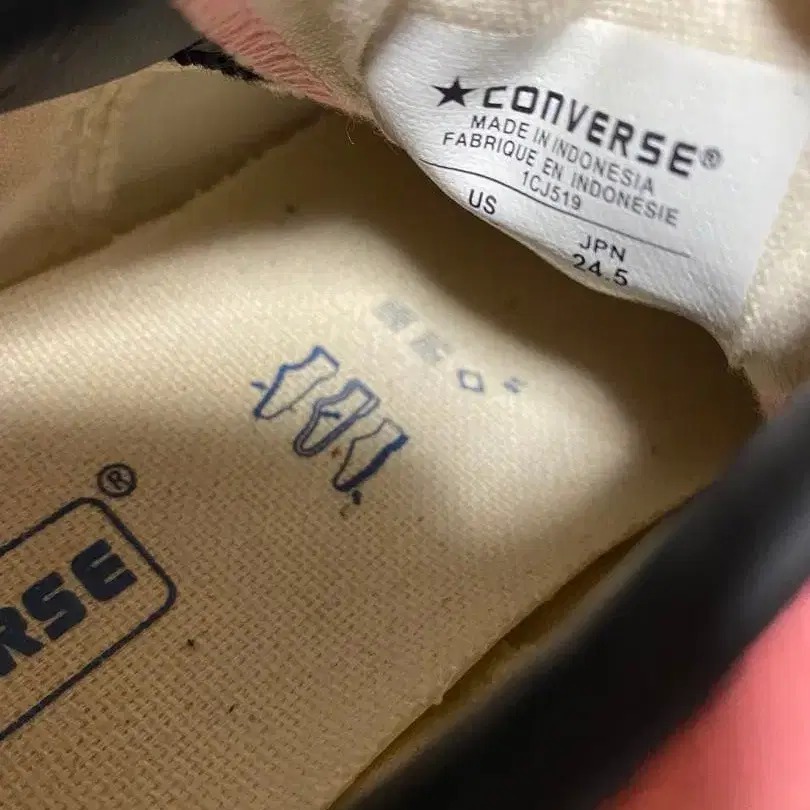 ★CONVERSE®
MADE IN INDONESIA
FABRIQUE EN INDONESIE
1CJ519
US
JPN
24.5
RSE®